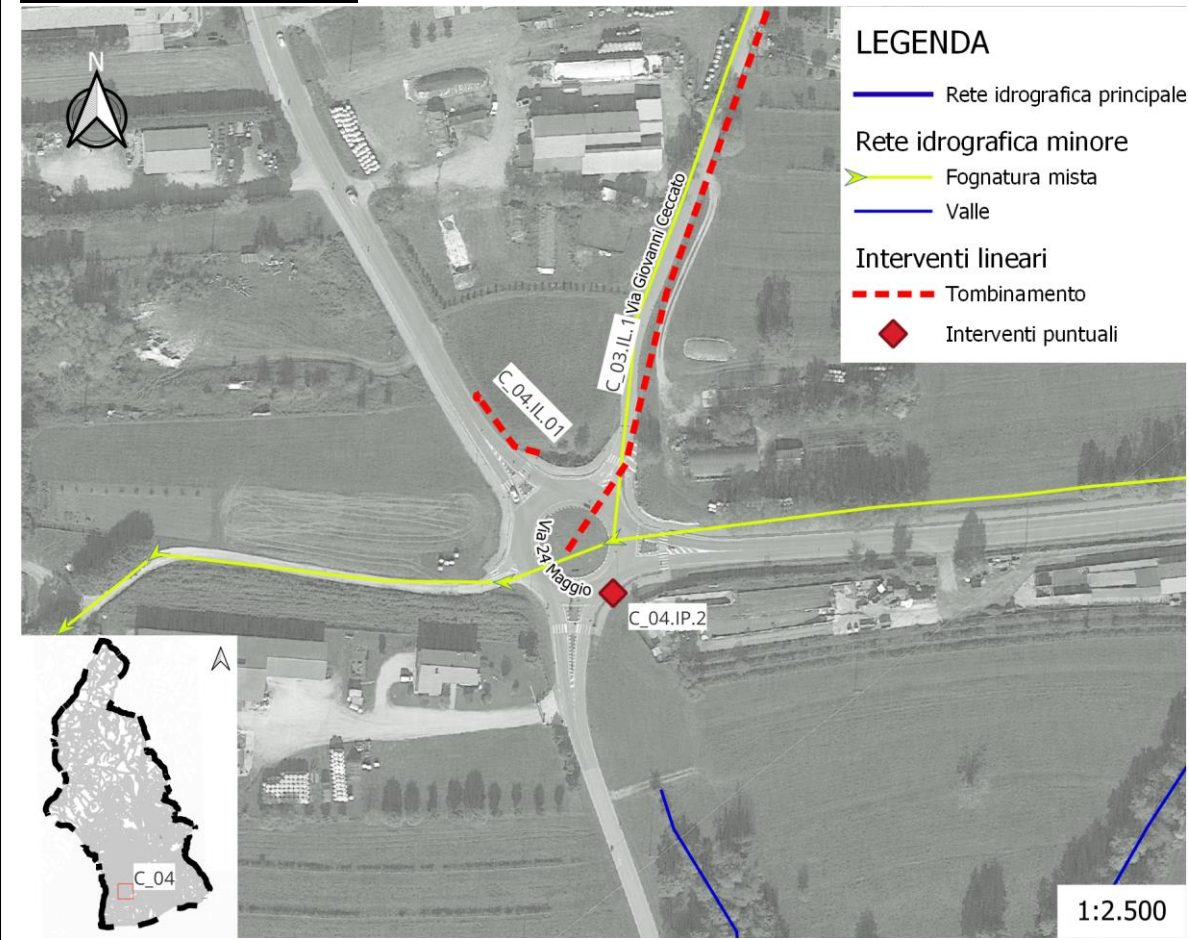 N
LEGENDA
Rete idrografica principale
Rete idrografica minore
Fognatura mista
Valle
Interventi lineari
Tombinamento
Interventi puntuali
Via Giovanni Ceccato
C_03.IL.1
C_04.IL.01
Via 24 Maggio
C_04.IP.2
C_04
1:2.500